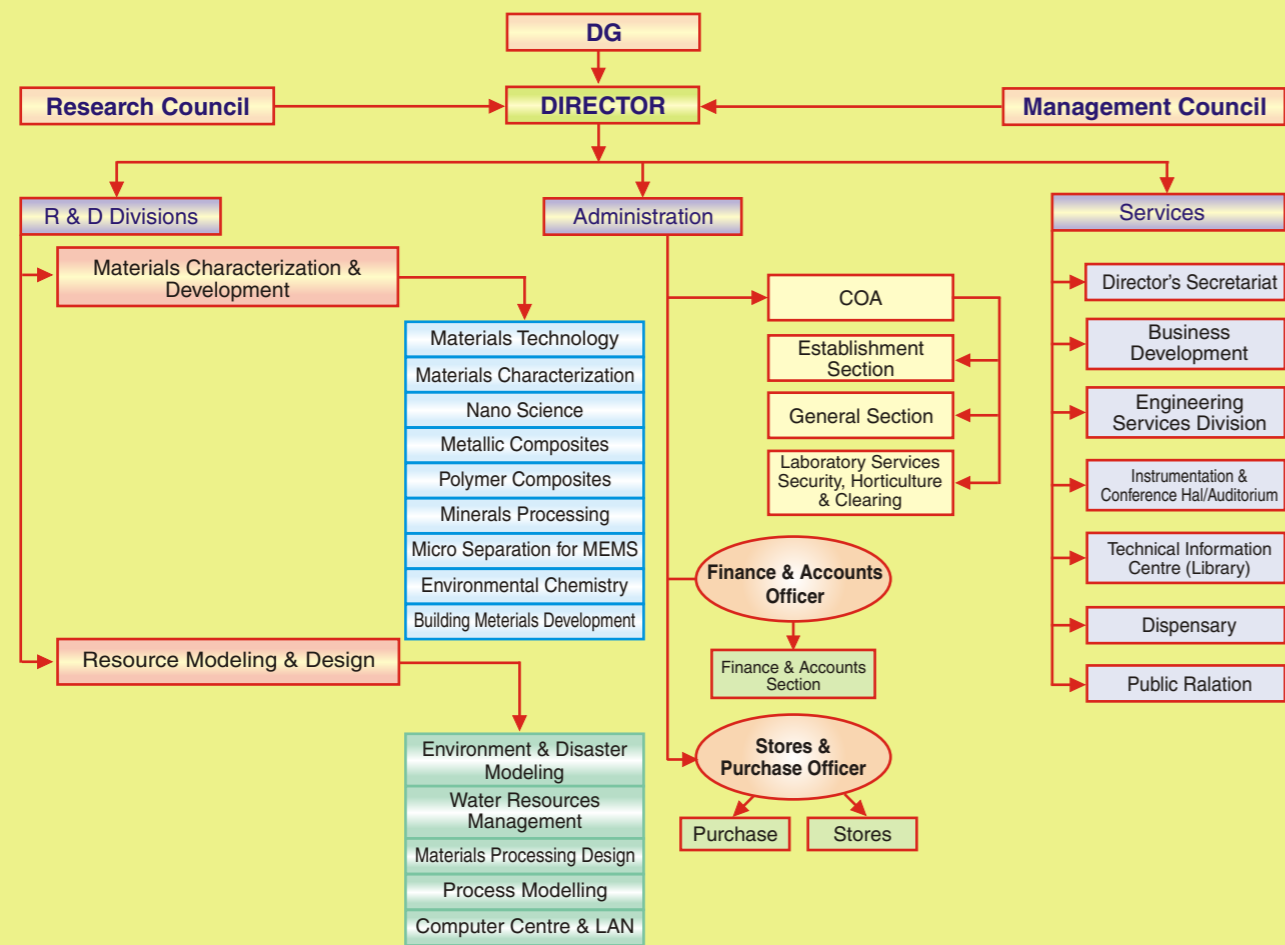 DG
Research Council
DIRECTOR
Management Council
R & D Divisions
Administration
Services
Materials Characterization &
Development
Materials Technology
Materials Characterization
Nano Science
Metallic Composites
Polymer Composites
Minerals Processing
Micro Separation for MEMS
Environmental Chemistry
Building Meterials Development
Resource Modeling & Design
Environment & Disaster
Modeling
Water Resources
Management
Materials Processing Design
Process Modelling
Computer Centre & LAN
COA
Establishment
Section
General Section
Laboratory Services
Security, Horticulture
& Clearing
Finance & Accounts
Officer
Finance & Accounts
Section
Stores &
Purchase Officer
Purchase
Stores
Director's Secretariat
Business
Development
Engineering
Services Division
Instrumentation &
Conference Hal/Auditorium
Technical Information
Centre (Library)
Dispensary
Public Ralation